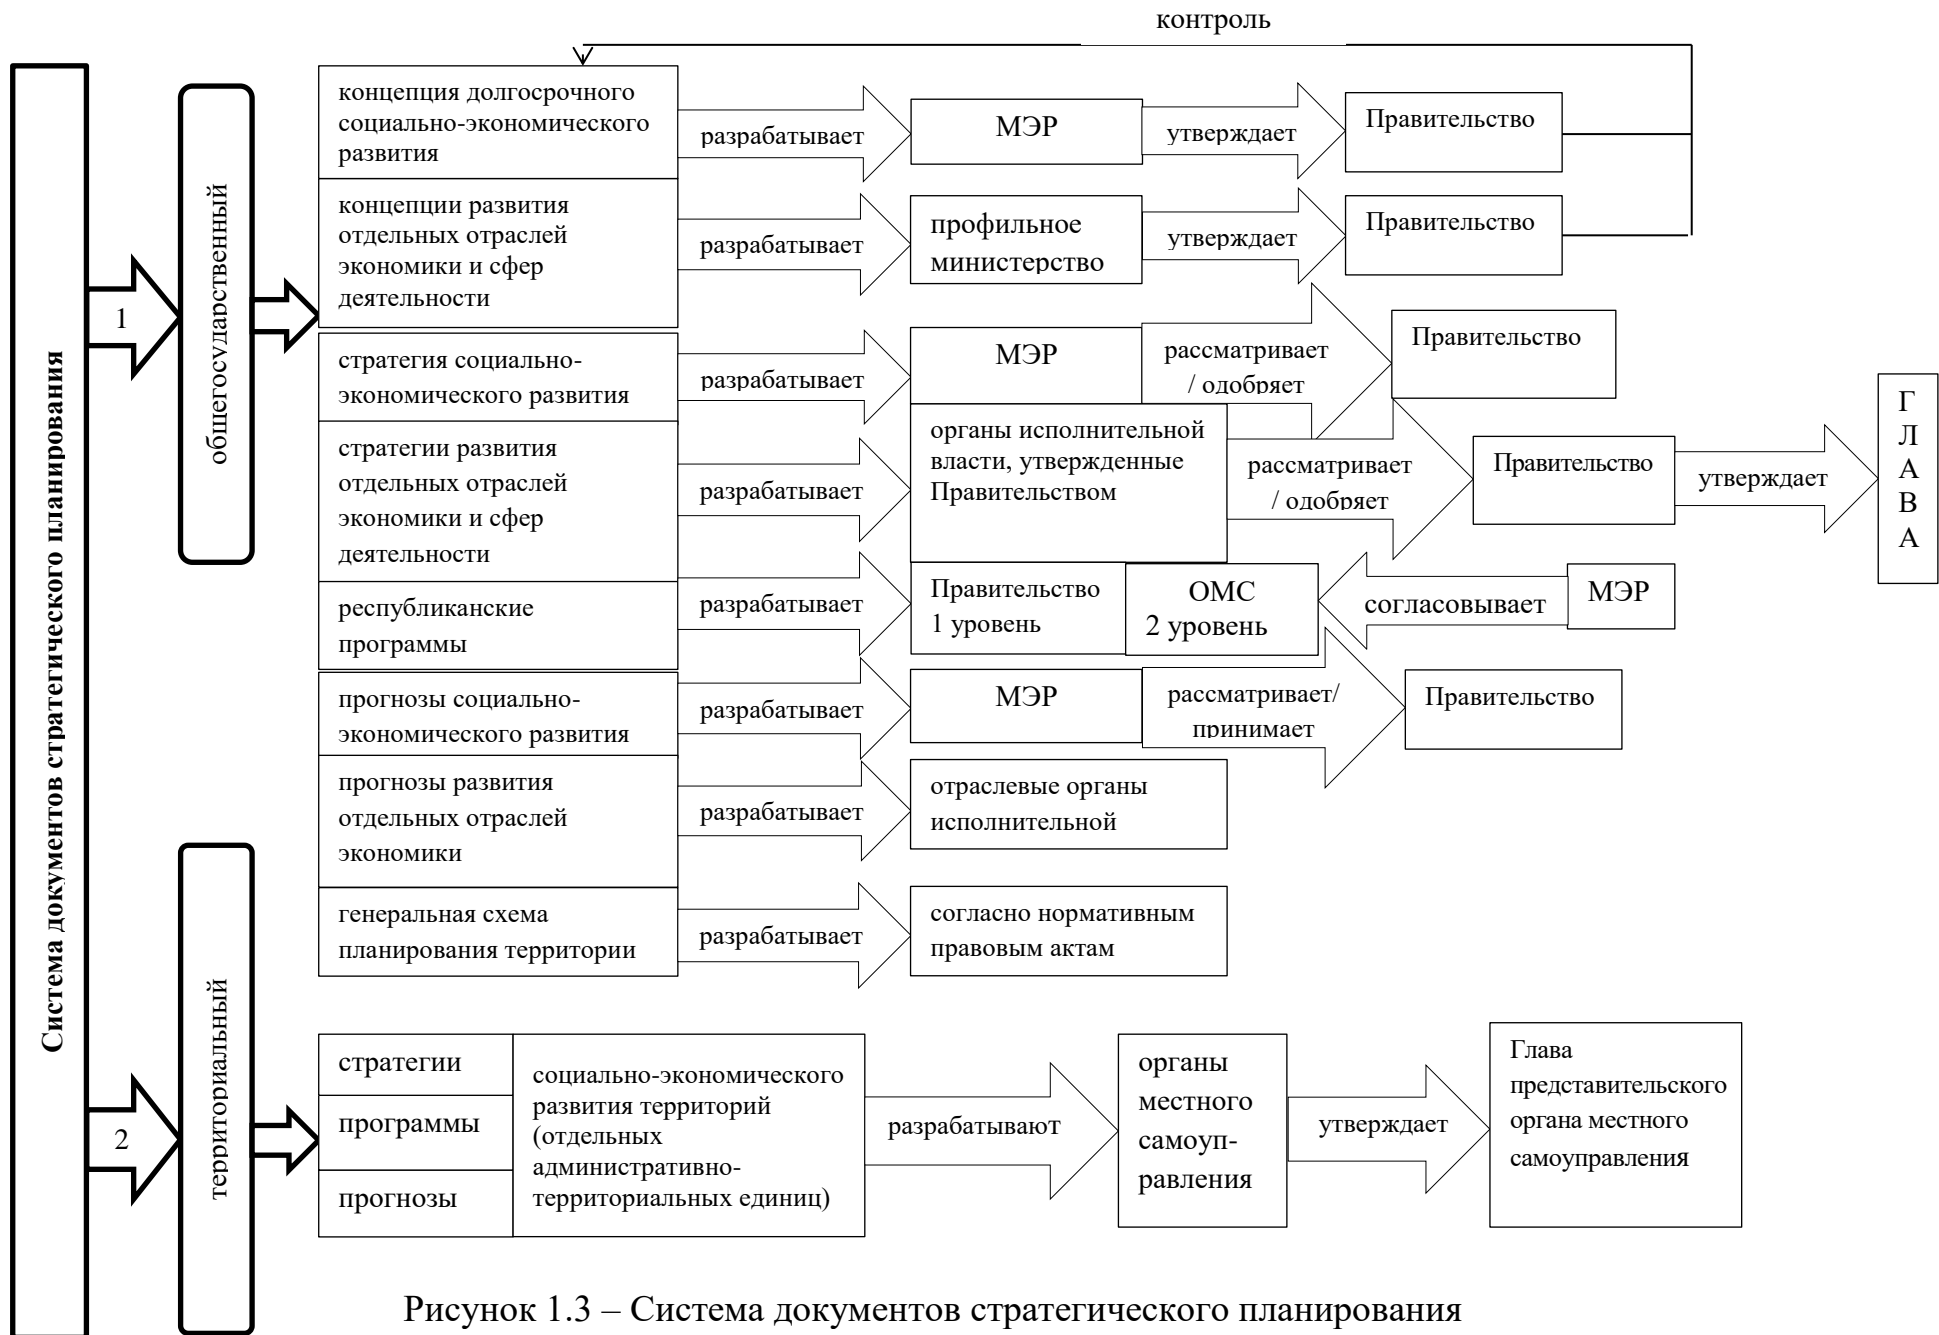 контроль
Система документов стратегического планирования
1
общегосударственный
концепция долгосрочного
социально-экономического
развития
разрабатывает
МЭР
утверждает
Правительство
концепции развития
отдельных отраслей
экономики и сфер
деятельности
разрабатывает
профильное
министерство
утверждает
Правительство
стратегия социально-
экономического развития
разрабатывает
МЭР
рассматривает
/ одобряет
Правительство
стратегии развития
отдельных отраслей
экономики и сфер
деятельности
разрабатывает
органы исполнительной
власти, утвержденные
Правительством
рассматривает
/ одобряет
Правительство
утверждает
Г
Л
А
В
А
республиканские
программы
разрабатывает
Правительство
1 уровень
ОМС
2 уровень
согласовывает
МЭР
прогнозы социально-
экономического развития
разрабатывает
МЭР
рассматривает/
принимает
Правительство
прогнозы развития
отдельных отраслей
экономики
разрабатывает
отраслевые органы
исполнительной
генеральная схема
планирования территории
разрабатывает
согласно нормативным
правовым актам
2
территориальный
стратегии
программы
прогнозы
социально-экономического
развития территорий
(отдельных
административно-
территориальных единиц)
разрабатывают
органы
местного
самоуп-
равления
утверждает
Глава
представительского
органа местного
самоуправления
Рисунок 1.3 – Система документов стратегического планирования